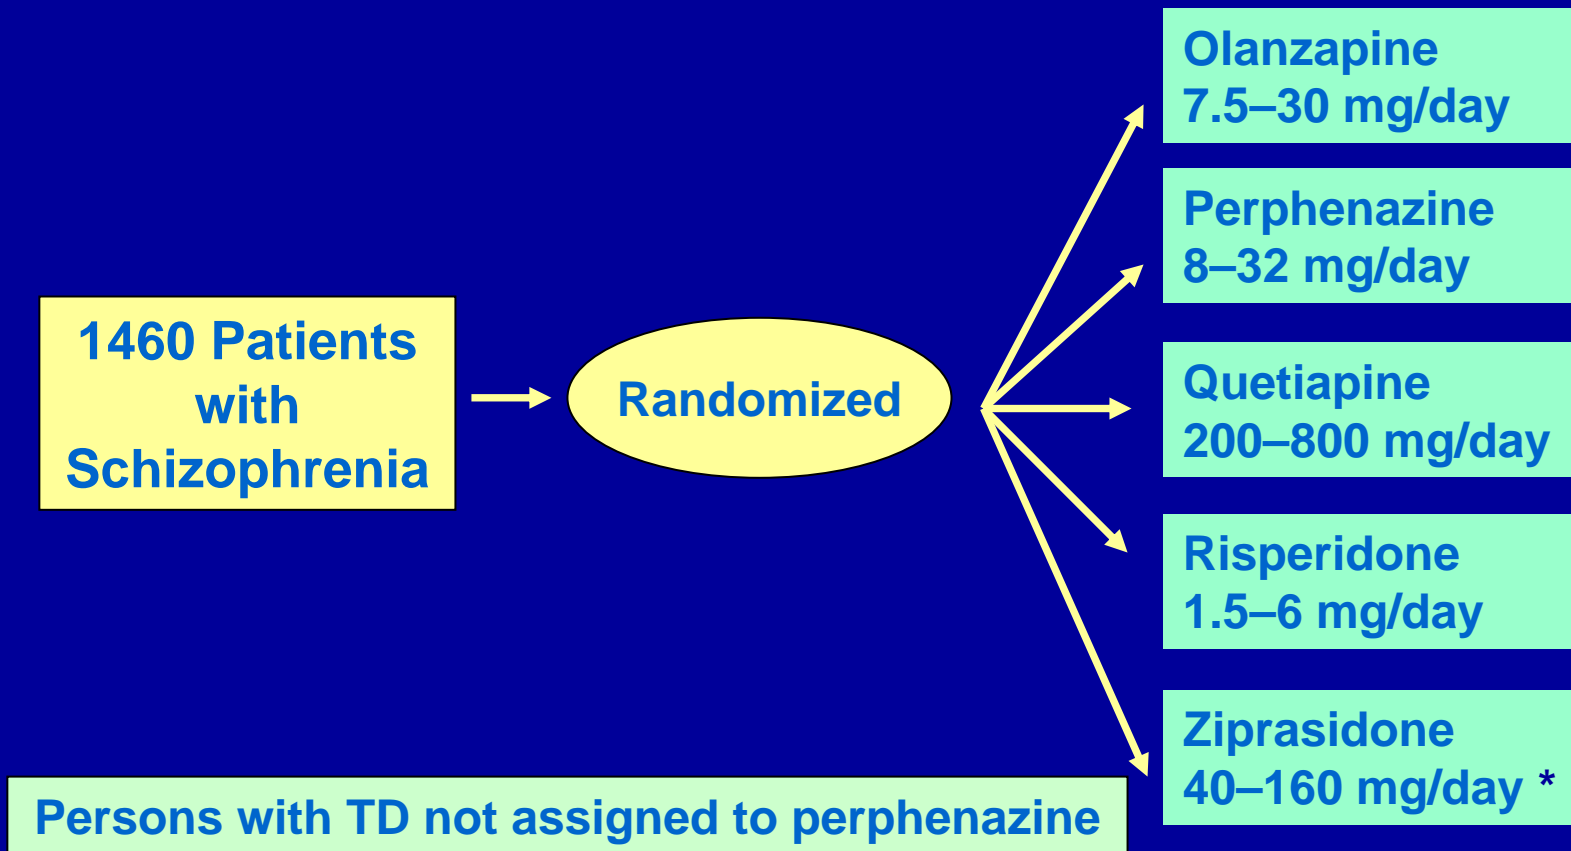 1460 Patients
with
Schizophrenia
Randomized
Olanzapine
7.5–30 mg/day
Perphenazine
8–32 mg/day
Quetiapine
200–800 mg/day
Risperidone
1.5–6 mg/day
Ziprasidone
40–160 mg/day *
Persons with TD not assigned to perphenazine